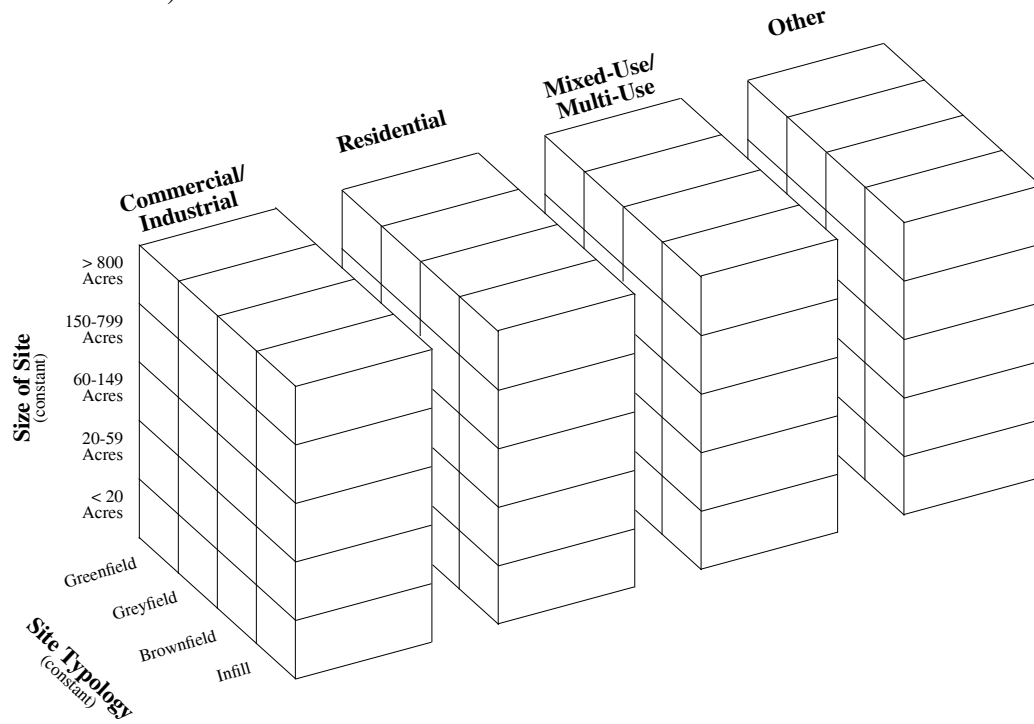 Other
Mixed-Use/
Multi-Use
Residential
Commercial/
Industrial
> 800
Acres
150-799
Acres
60-149
Acres
20-59
Acres
< 20
Acres
Size of Site
(constant)
Greenfield
Greyfield
Brownfield
Infill
Site Typology
(constant)